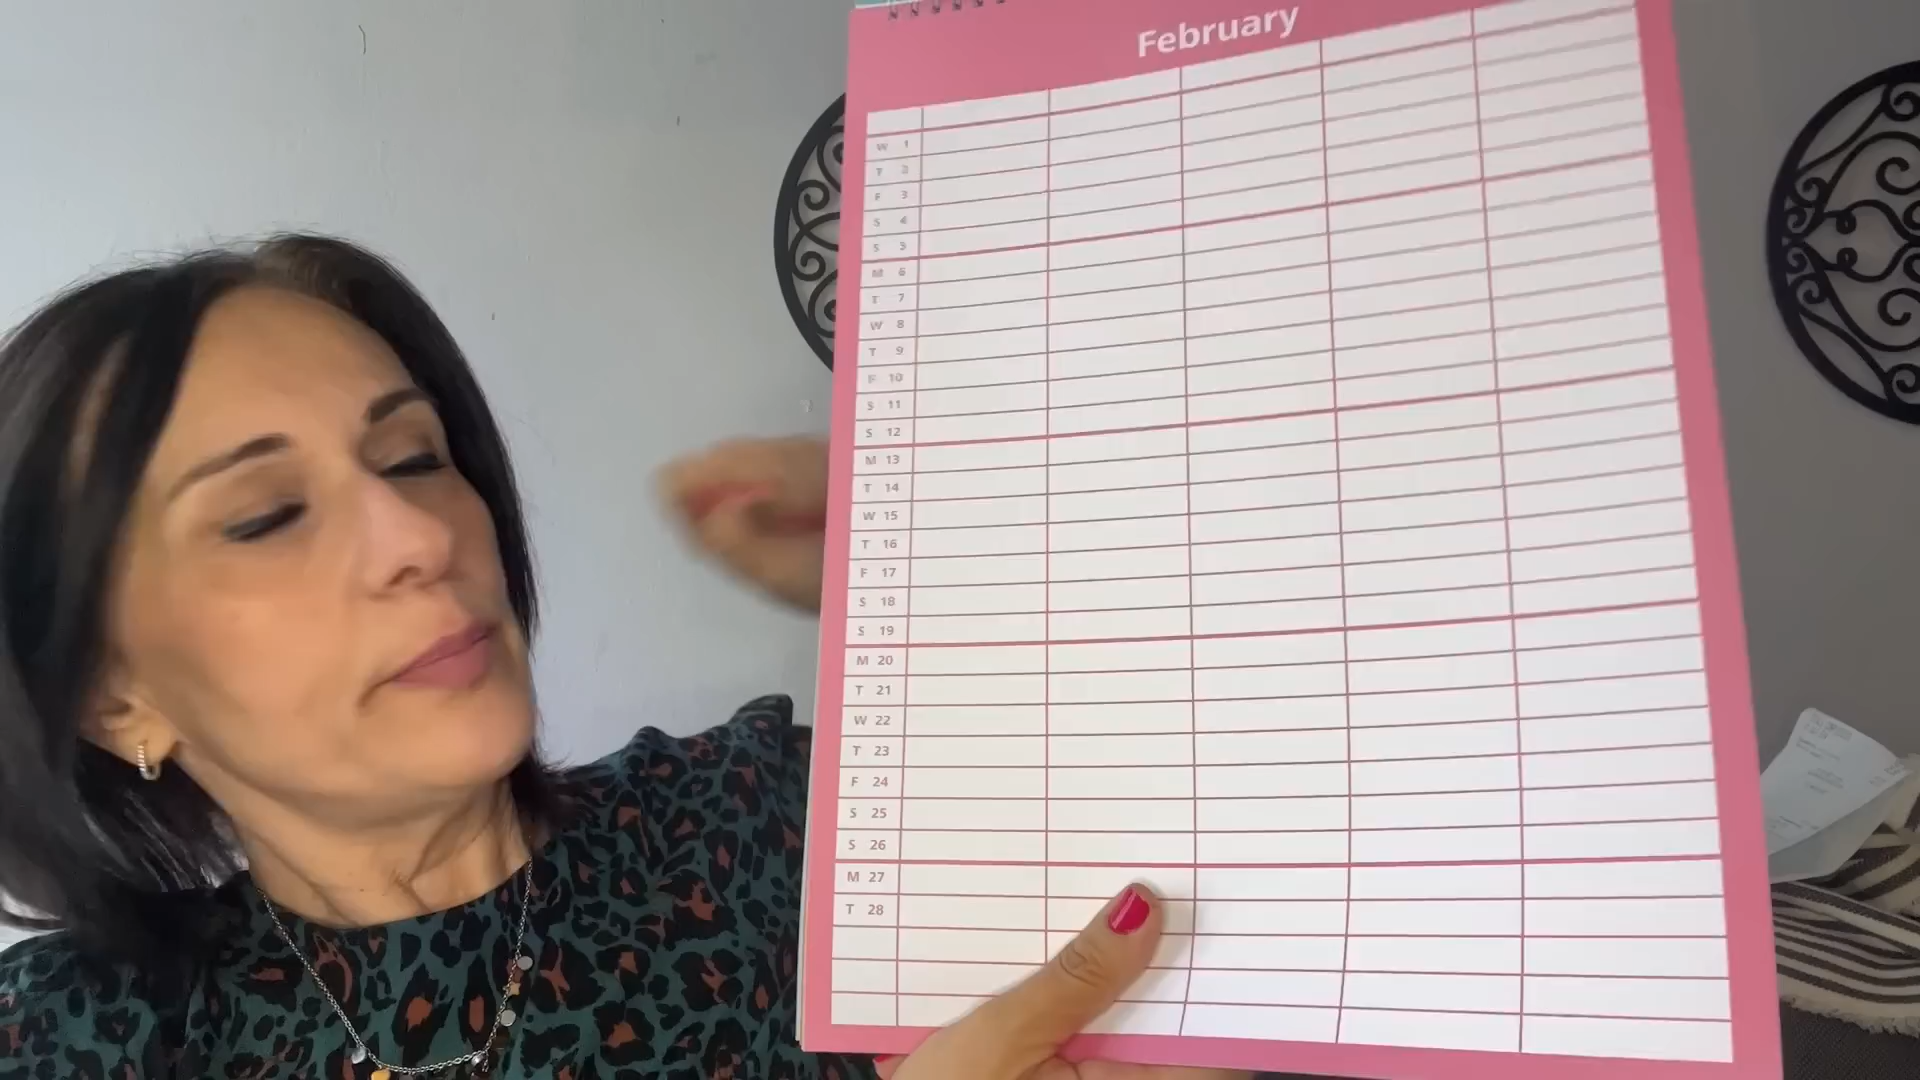 February
W 1
T 2
F 3
S 4
S 5
M 6
T 7
W 8
T 9
F 10
S 11
S 12
M 13
T 14
W 15
T 16
F 17
S 18
S 19
M 20
T 21
W 22
T 23
F 24
S 25
S 26
M 27
T 28